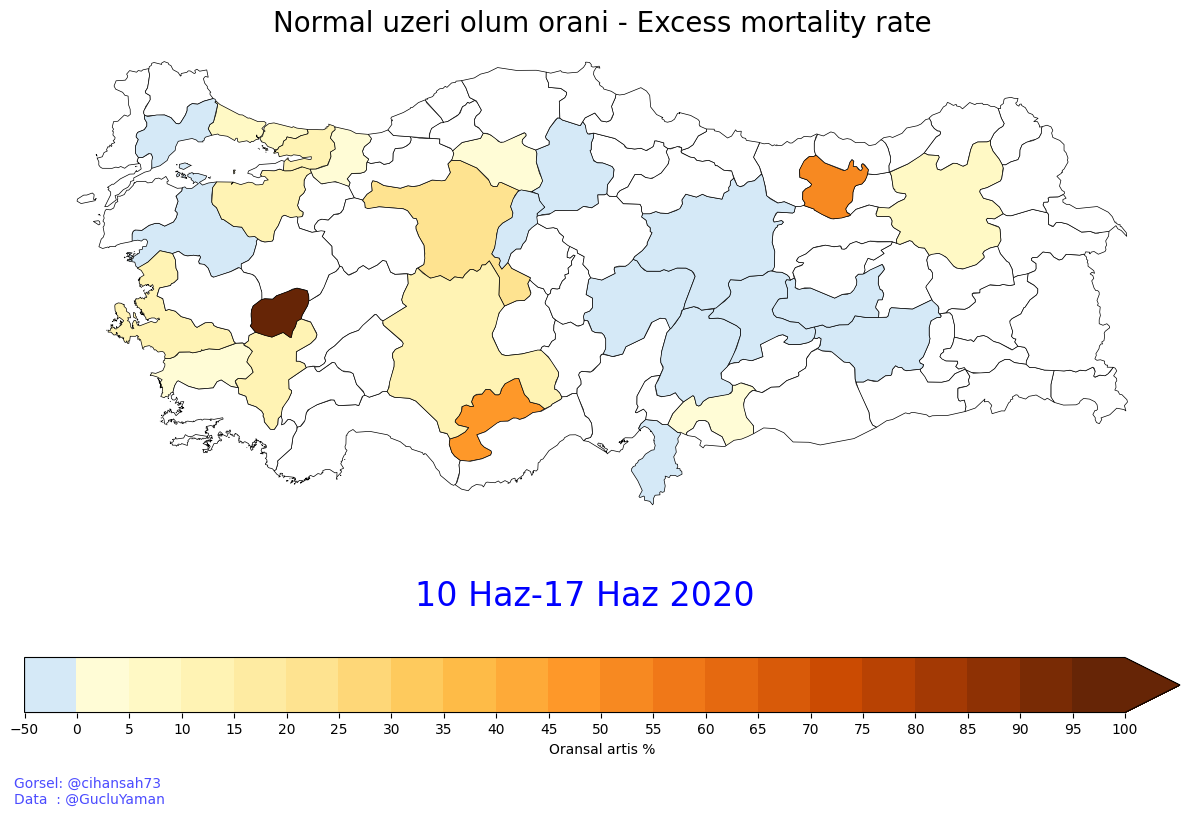 Normal uzeri olum orani - Excess mortality rate
10 Haz-17 Haz 2020
−50 0 5 10 15 20 25 30 35 40 45 50 55 60 65 70 75 80 85 90 95 100
Oransal artis %
Gorsel: @cihansah73
Data  : @GucluYaman